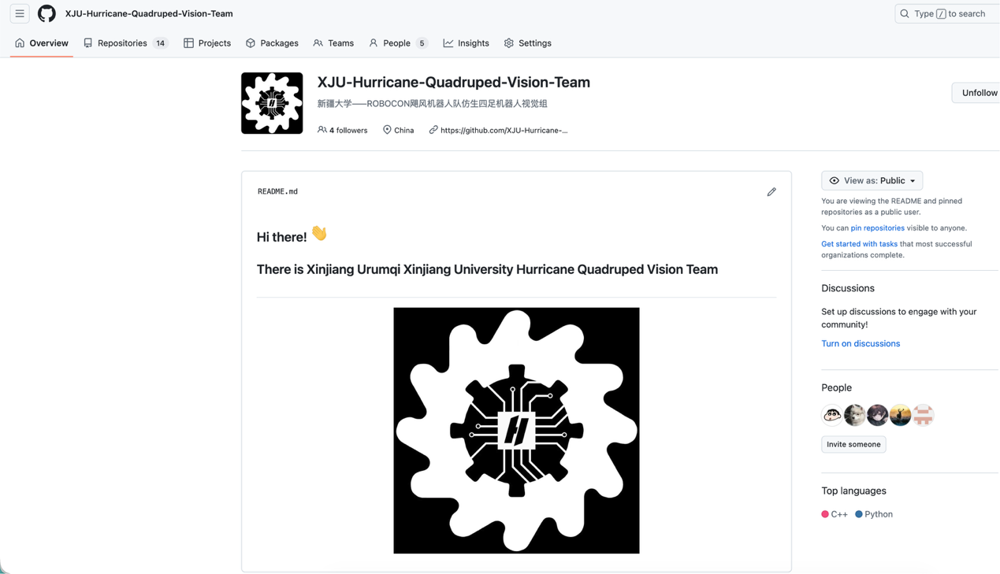 XJU-Hurricane-Quadruped-Vision-Team
Type / to search
Overview
Repositories 14
Projects
Packages
Teams
People 5
Insights
Settings
XJU-Hurricane-Quadruped-Vision-Team
新疆大学——ROBOCON飓风机器人队仿生四足机器人视觉组
4 followers
China
https://github.com/XJU-Hurricane-...
Unfollow
README.md
Hi there! 👋
There is Xinjiang Urumqi Xinjiang University Hurricane Quadruped Vision Team
View as: Public
You are viewing the README and pinned
repositories as a public user.
You can pin repositories visible to anyone.
Get started with tasks that most successful
organizations complete.
Discussions
Set up discussions to engage with your
community!
Turn on discussions
People
Invite someone
Top languages
C++ Python